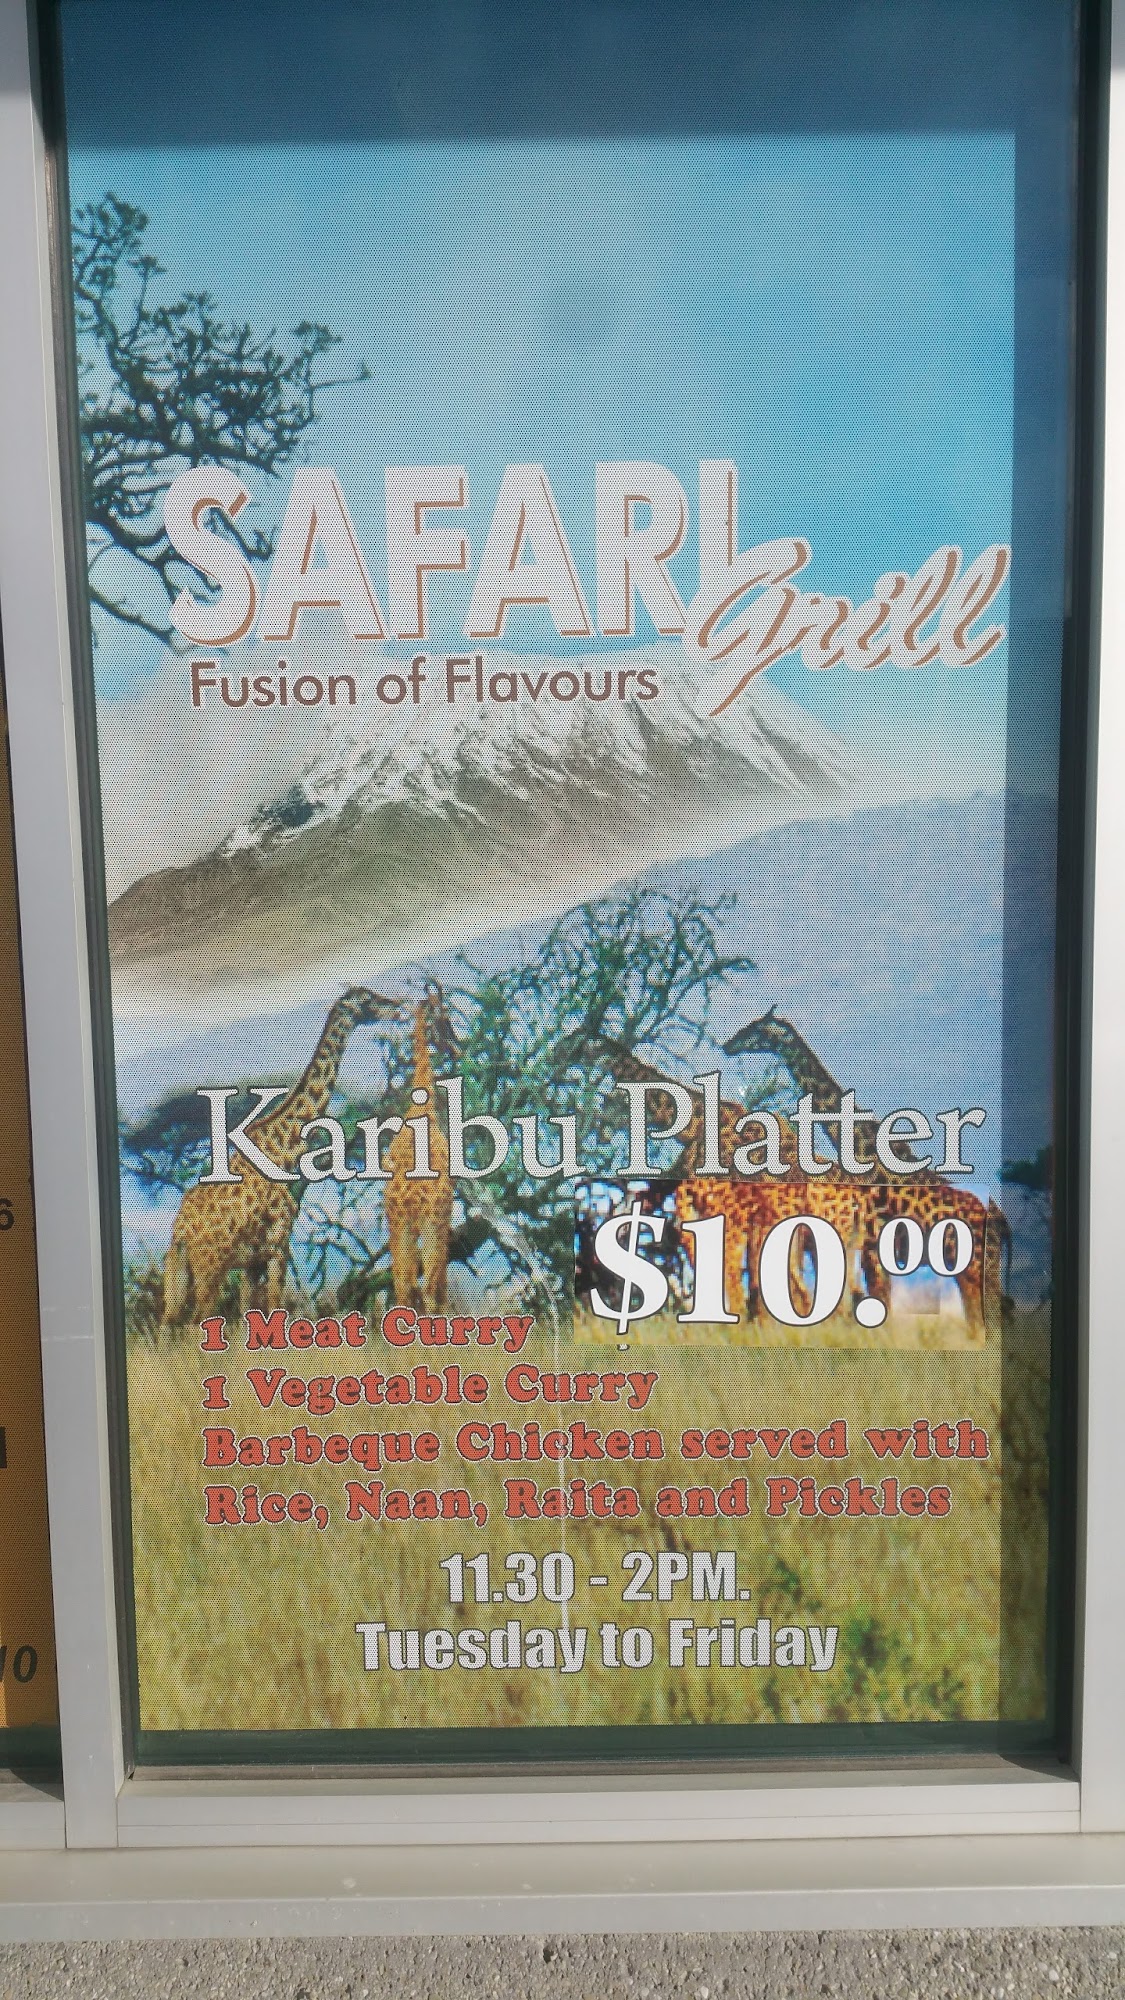 SAFARI Grill
Fusion of Flavours
Karibu Platter
$10.00
1 Meat Curry
1 Vegetable Curry
Barbeque Chicken served with
Rice, Naan, Raita and Pickles
11.30 - 2PM.
Tuesday to Friday